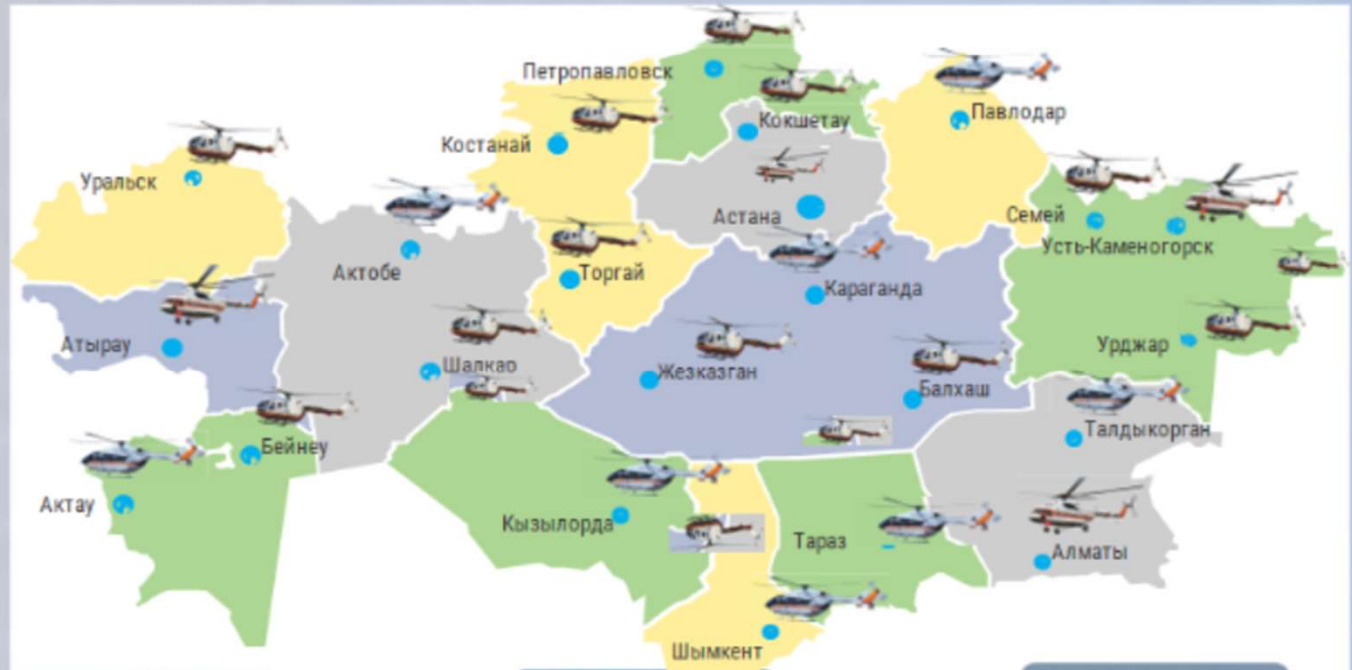 Петропавловск
Павлодар
Кокшетау
Костанай
Уральск
Семей
Астана
Усть-Каменогорск
Актобе
Торгай
Караганда
Атырау
Урджар
Шалкар
Жезказган
Балхаш
Талдыкорган
Бейнеу
Актау
Кызылорда
Тараз
Алматы
Шымкент